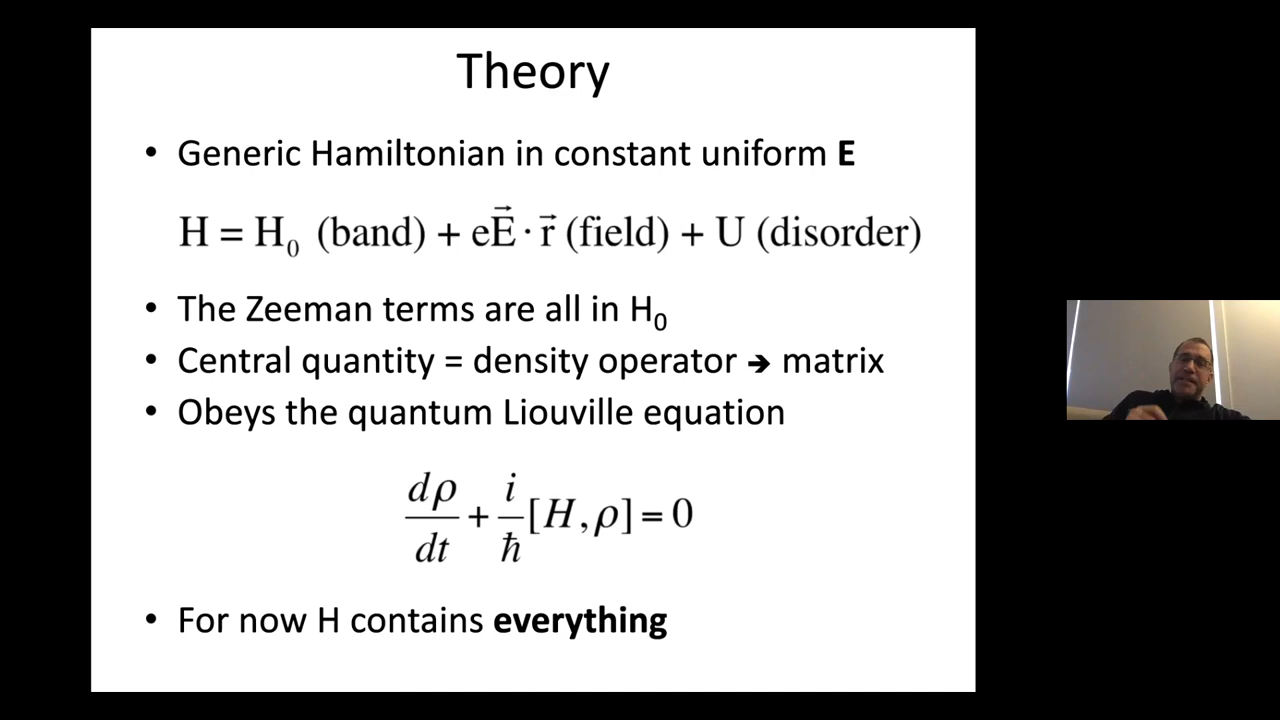 Theory
• Generic Hamiltonian in constant uniform E
H = H₀ (band) + eE⃗ · r⃗ (field) + U (disorder)
• The Zeeman terms are all in H₀
• Central quantity = density operator ➔ matrix
• Obeys the quantum Liouville equation
dρ/dt + i/ħ [H, ρ] = 0
• For now H contains everything